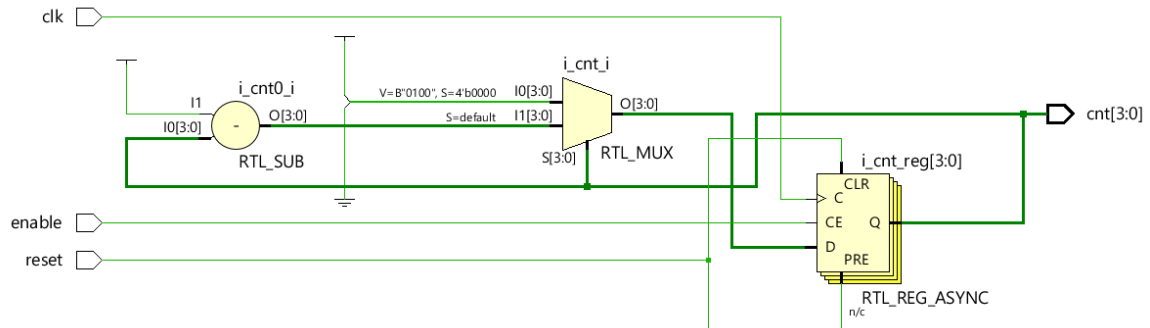 clk
i_cnt_i
i_cnt0_i
V=B"0100", S=4'b0000
I0[3:0]
I1
O[3:0]
O[3:0]
S=default
I1[3:0]
I0[3:0]
-
cnt[3:0]
S[3:0]
RTL_MUX
RTL_SUB
i_cnt_reg[3:0]
CLR
C
enable
CE
Q
D
reset
PRE
RTL_REG_ASYNC
n/c